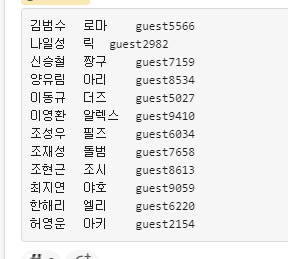 김범수 로마 guest5566
나일성 릭 guest2982
신승철 짱구 guest7159
양유림 아리 guest8534
이동규 더즈 guest5027
이영환 알렉스 guest9410
조성우 필즈 guest6034
조재성 돌범 guest7658
조현근 조시 guest8613
최지연 야호 guest9059
한해리 엘리 guest6220
허영운 아키 guest2154